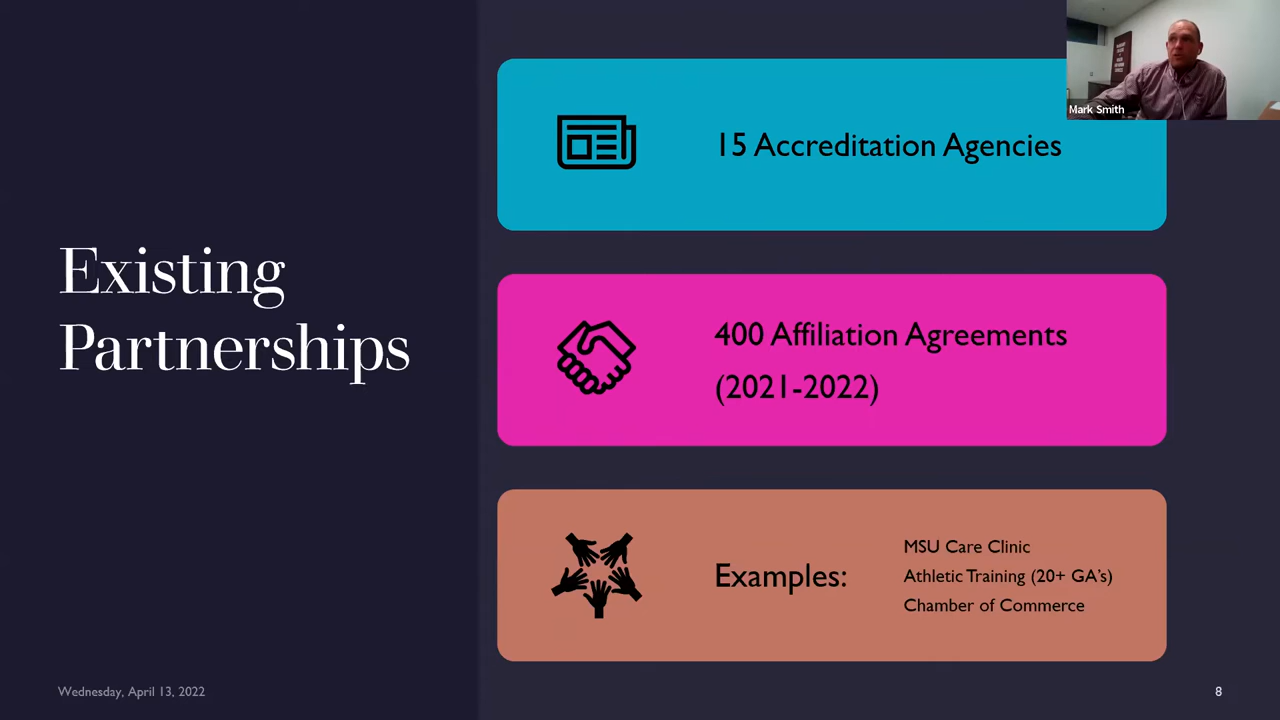 Existing
Partnerships
15 Accreditation Agencies
400 Affiliation Agreements
(2021-2022)
Examples:
MSU Care Clinic
Athletic Training (20+ GA's)
Chamber of Commerce
Mark Smith
Wednesday, April 13, 2022
8